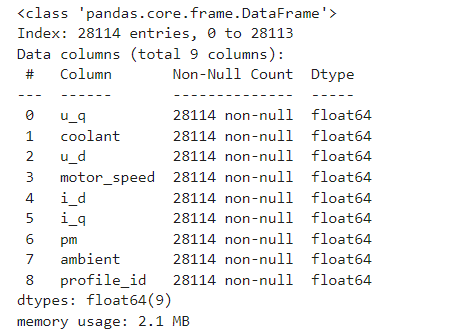 <class 'pandas.core.frame.DataFrame'>
Index: 28114 entries, 0 to 28113
Data columns (total 9 columns):
 #   Column       Non-Null Count  Dtype
---  ------       --------------  -----
 0   u_q          28114 non-null  float64
 1   coolant      28114 non-null  float64
 2   u_d          28114 non-null  float64
 3   motor_speed  28114 non-null  float64
 4   i_d          28114 non-null  float64
 5   i_q          28114 non-null  float64
 6   pm           28114 non-null  float64
 7   ambient      28114 non-null  float64
 8   profile_id   28114 non-null  float64
dtypes: float64(9)
memory usage: 2.1 MB